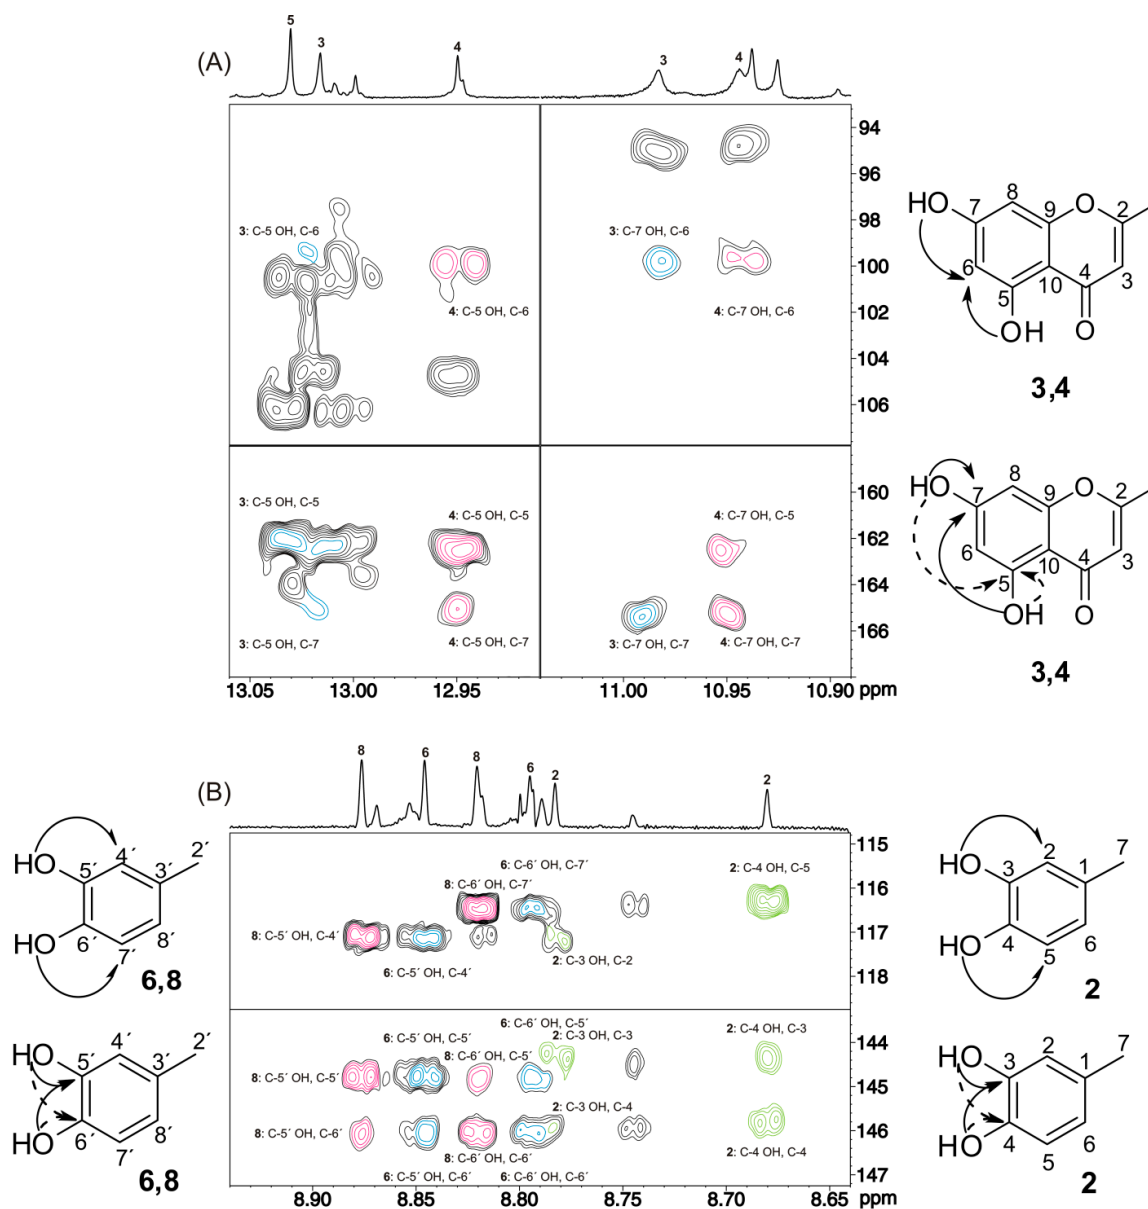 (A)
5
3
4
3
4
3: C-5 OH, C-6
4: C-5 OH, C-6
3: C-7 OH, C-6
4: C-7 OH, C-6
94
96
98
100
102
104
106
3: C-5 OH, C-5
4: C-5 OH, C-5
4: C-7 OH, C-5
3: C-5 OH, C-7
4: C-5 OH, C-7
3: C-7 OH, C-7
4: C-7 OH, C-7
160
162
164
166
13.05 13.00 12.95 11.00 10.95 10.90 ppm
HO 7 8 9 O 2
6 5 10 4 3
OH O
3,4
HO 7 8 9 O 2
6 5 10 4 3
OH O
3,4
(B)
8
6
8
6
2
2
6: C-6´ OH, C-7´
8: C-6´ OH, C-7´
2: C-4 OH, C-5
8: C-5´ OH, C-4´
6: C-5´ OH, C-4´
2: C-3 OH, C-2
115
116
117
118
6: C-6´ OH, C-5´
6: C-5´ OH, C-5´
2: C-3 OH, C-3
2: C-4 OH, C-3
8: C-5´ OH, C-5´
8: C-6´ OH, C-5´
2: C-3 OH, C-4
8: C-5´ OH, C-6´
8: C-6´ OH, C-6´
2: C-4 OH, C-4
6: C-5´ OH, C-6´
6: C-6´ OH, C-6´
144
145
146
147
8.90 8.85 8.80 8.75 8.70 8.65 ppm
HO 5´ 4´ 3´ 2´
HO 6´ 7´ 8´
6,8
HO 5´ 4´ 3´ 2´
HO 6´ 7´ 8´
6,8
HO 3 2 1 7
HO 4 5 6
2
HO 3 2 1 7
HO 4 5 6
2